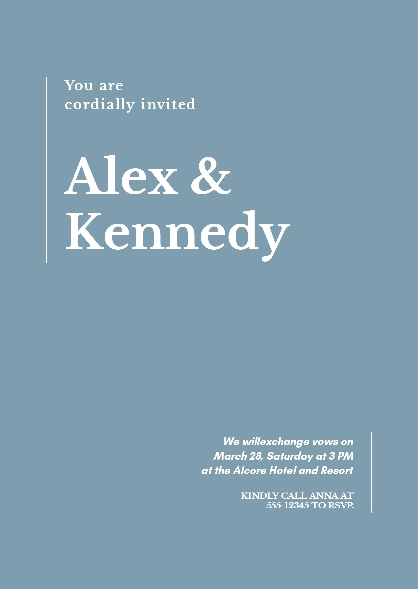 You are
cordially invited
Alex &
Kennedy
We willexchange vows on
March 28, Saturday at 3 PM
at the Alcore Hotel and Resort
KINDLY CALL ANNA AT
555-12345 TO RSVP.